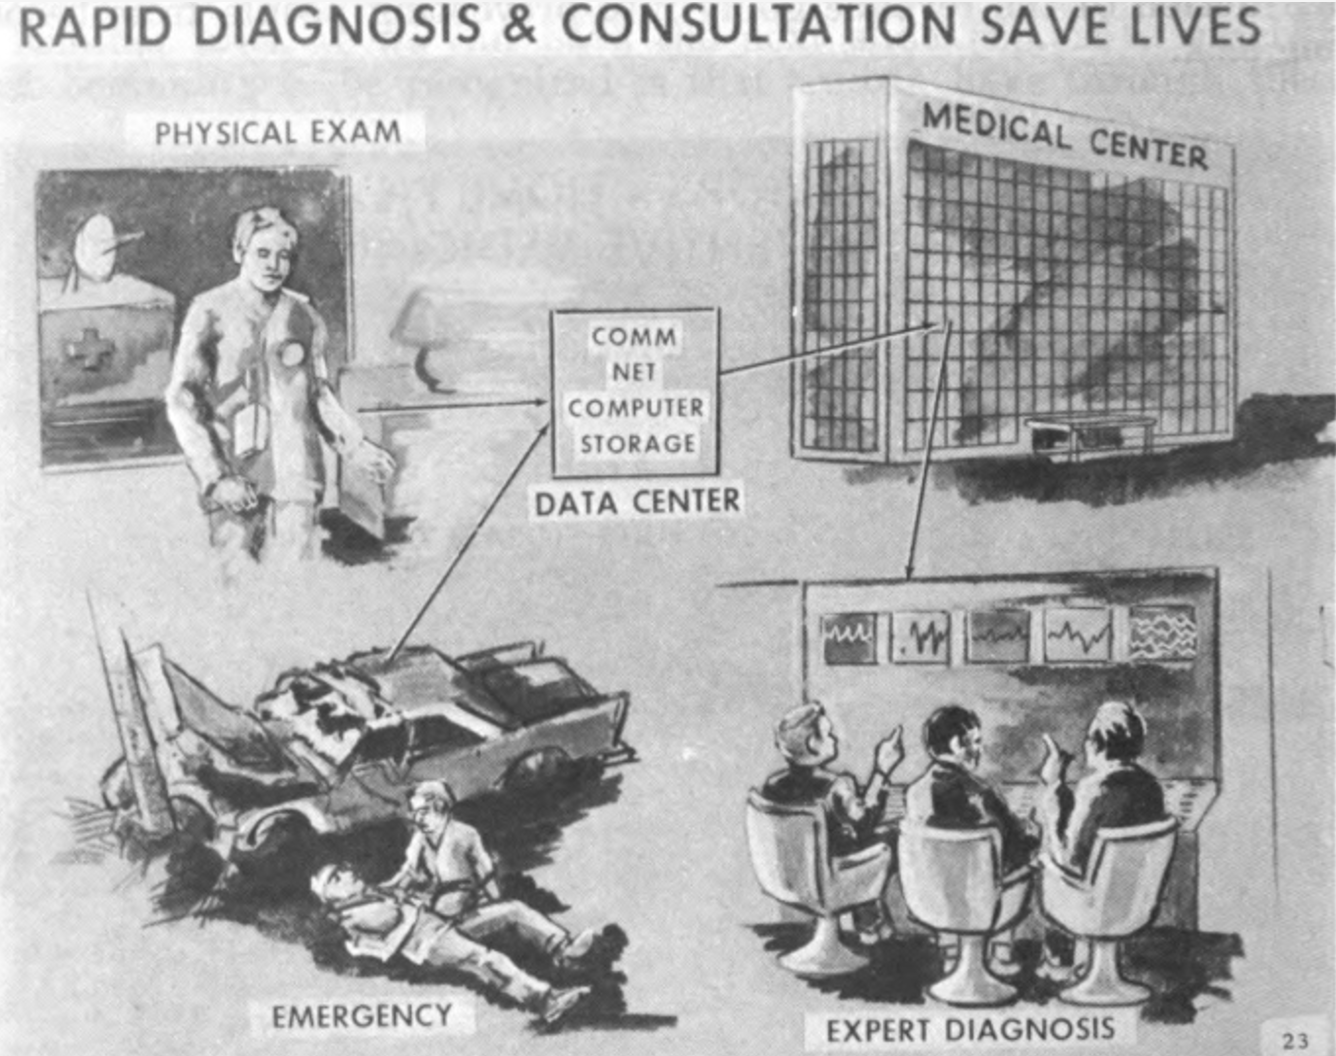 RAPID DIAGNOSIS & CONSULTATION SAVE LIVES
PHYSICAL EXAM
MEDICAL CENTER
COMM
NET
COMPUTER
STORAGE
DATA CENTER
EMERGENCY
EXPERT DIAGNOSIS
23